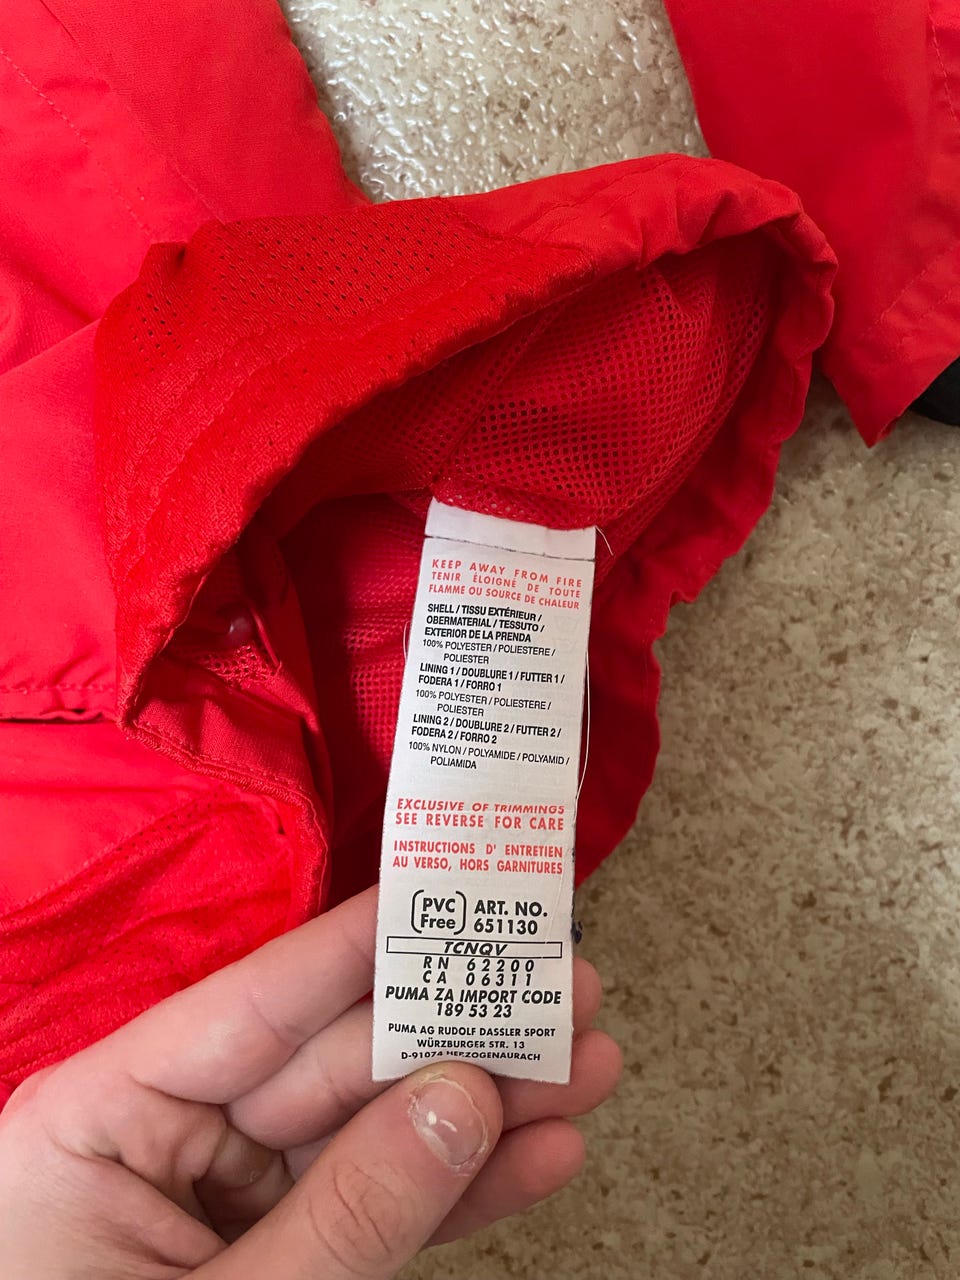 KEEP AWAY FROM FIRE
TENIR ÉLOIGNÉ DE TOUTE
FLAMME OU SOURCE DE CHALEUR
SHELL / TISSU EXTÉRIEUR /
OBERMATERIAL / TESSUTO /
EXTERIOR DE LA PRENDA
100% POLYESTER / POLIESTERE /
POLIESTER
LINING 1 / DOUBLURE 1 / FUTTER 1 /
FODERA 1 / FORRO 1
100% POLYESTER / POLIESTERE /
POLIESTER
LINING 2 / DOUBLURE 2 / FUTTER 2 /
FODERA 2 / FORRO 2
100% NYLON / POLYAMIDE / POLYAMID /
POLIAMIDA
EXCLUSIVE OF TRIMMINGS
SEE REVERSE FOR CARE
INSTRUCTIONS D' ENTRETIEN
AU VERSO, HORS GARNITURES
PVC Free
ART. NO.
651130
TCNQV
RN 62200
CA 06311
PUMA ZA IMPORT CODE
189 53 23
PUMA AG RUDOLF DASSLER SPORT
WÜRZBURGER STR. 13
D-91074 HERZOGENAURACH